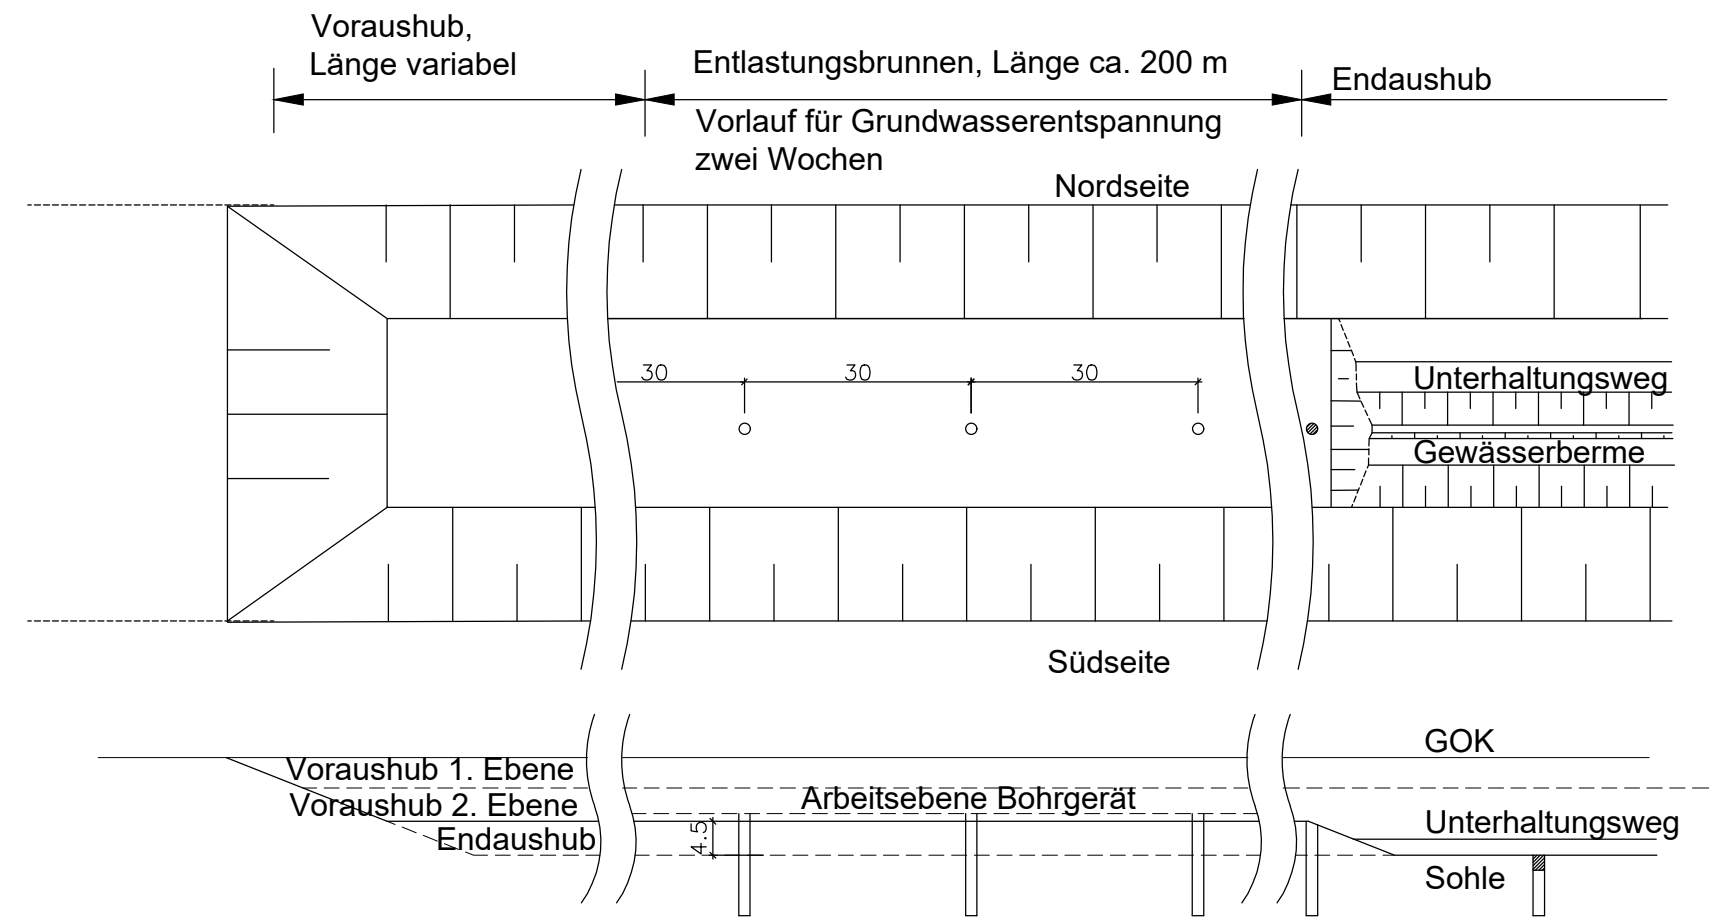 Voraushub,
Länge variabel
Entlastungsbrunnen, Länge ca. 200 m
Endaushub
Vorlauf für Grundwasserentspannung
zwei Wochen
Nordseite
30
30
30
Unterhaltungsweg
Gewässerberme
Südseite
GOK
Voraushub 1. Ebene
Voraushub 2. Ebene
Arbeitsebene Bohrgerät
Endaushub
4.5
Unterhaltungsweg
Sohle